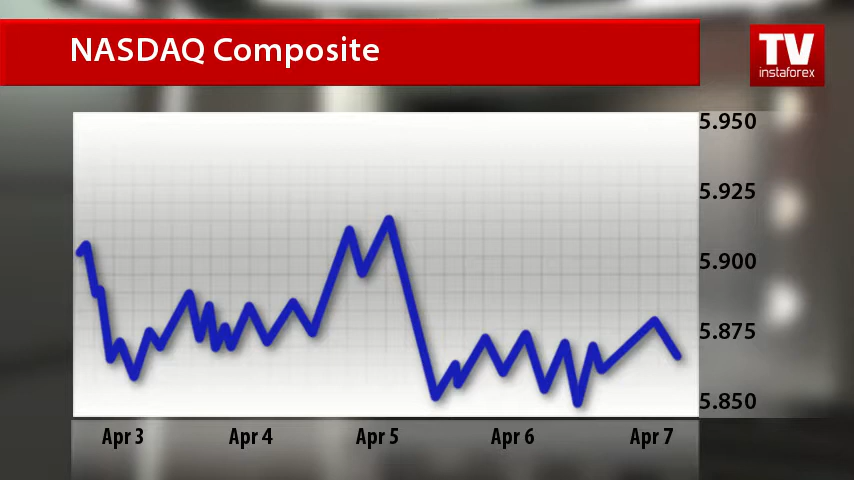 NASDAQ Composite
TV
instaforex
5.950
5.925
5.900
5.875
5.850
Apr 3 Apr 4 Apr 5 Apr 6 Apr 7